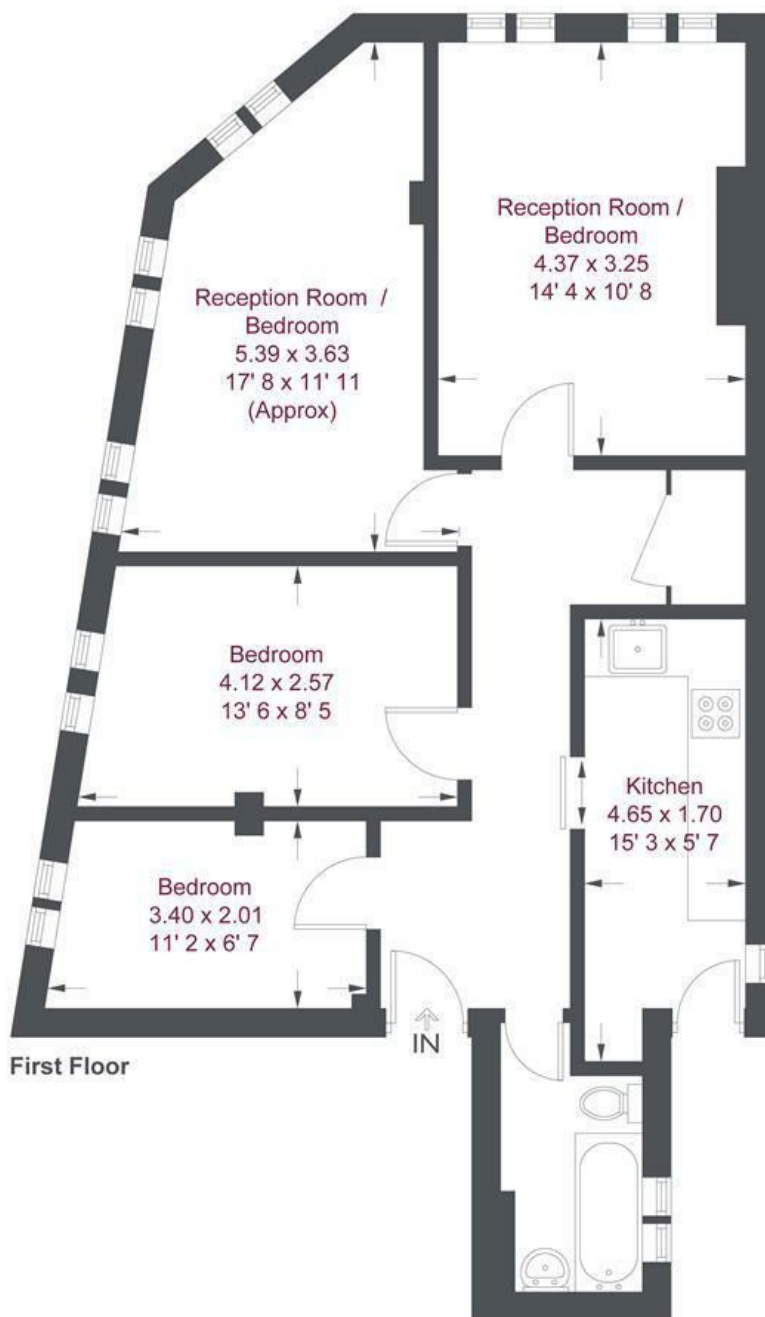 Reception Room /
Bedroom
4.37 x 3.25
14' 4 x 10' 8
Reception Room /
Bedroom
5.39 x 3.63
17' 8 x 11' 11
(Approx)
Bedroom
4.12 x 2.57
13' 6 x 8' 5
Kitchen
4.65 x 1.70
15' 3 x 5' 7
Bedroom
3.40 x 2.01
11' 2 x 6' 7
IN
First Floor